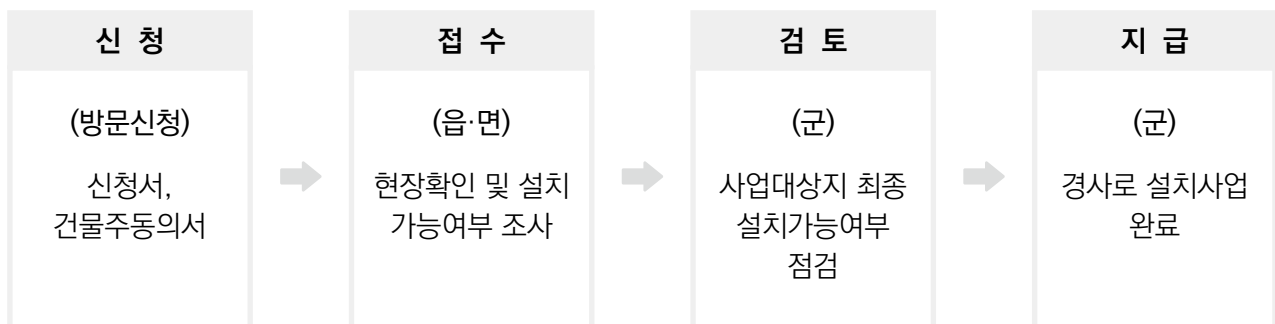 신 청
(방문신청)
신청서,
건물주동의서
접 수
(읍·면)
현장확인 및 설치
가능여부 조사
검 토
(군)
사업대상지 최종
설치가능여부
점검
지 급
(군)
경사로 설치사업
완료